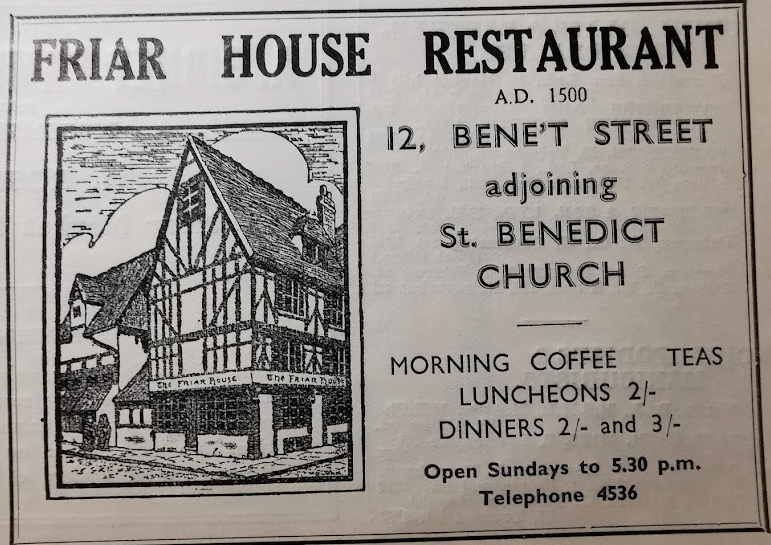 FRIAR HOUSE RESTAURANT
A.D. 1500
12, BENE'T STREET
adjoining
St. BENEDICT
CHURCH
MORNING COFFEE TEAS
LUNCHEONS 2/-
DINNERS 2/- and 3/-
Open Sundays to 5.30 p.m.
Telephone 4536
The FRIAR HOUSE
The FRIAR HOUSE